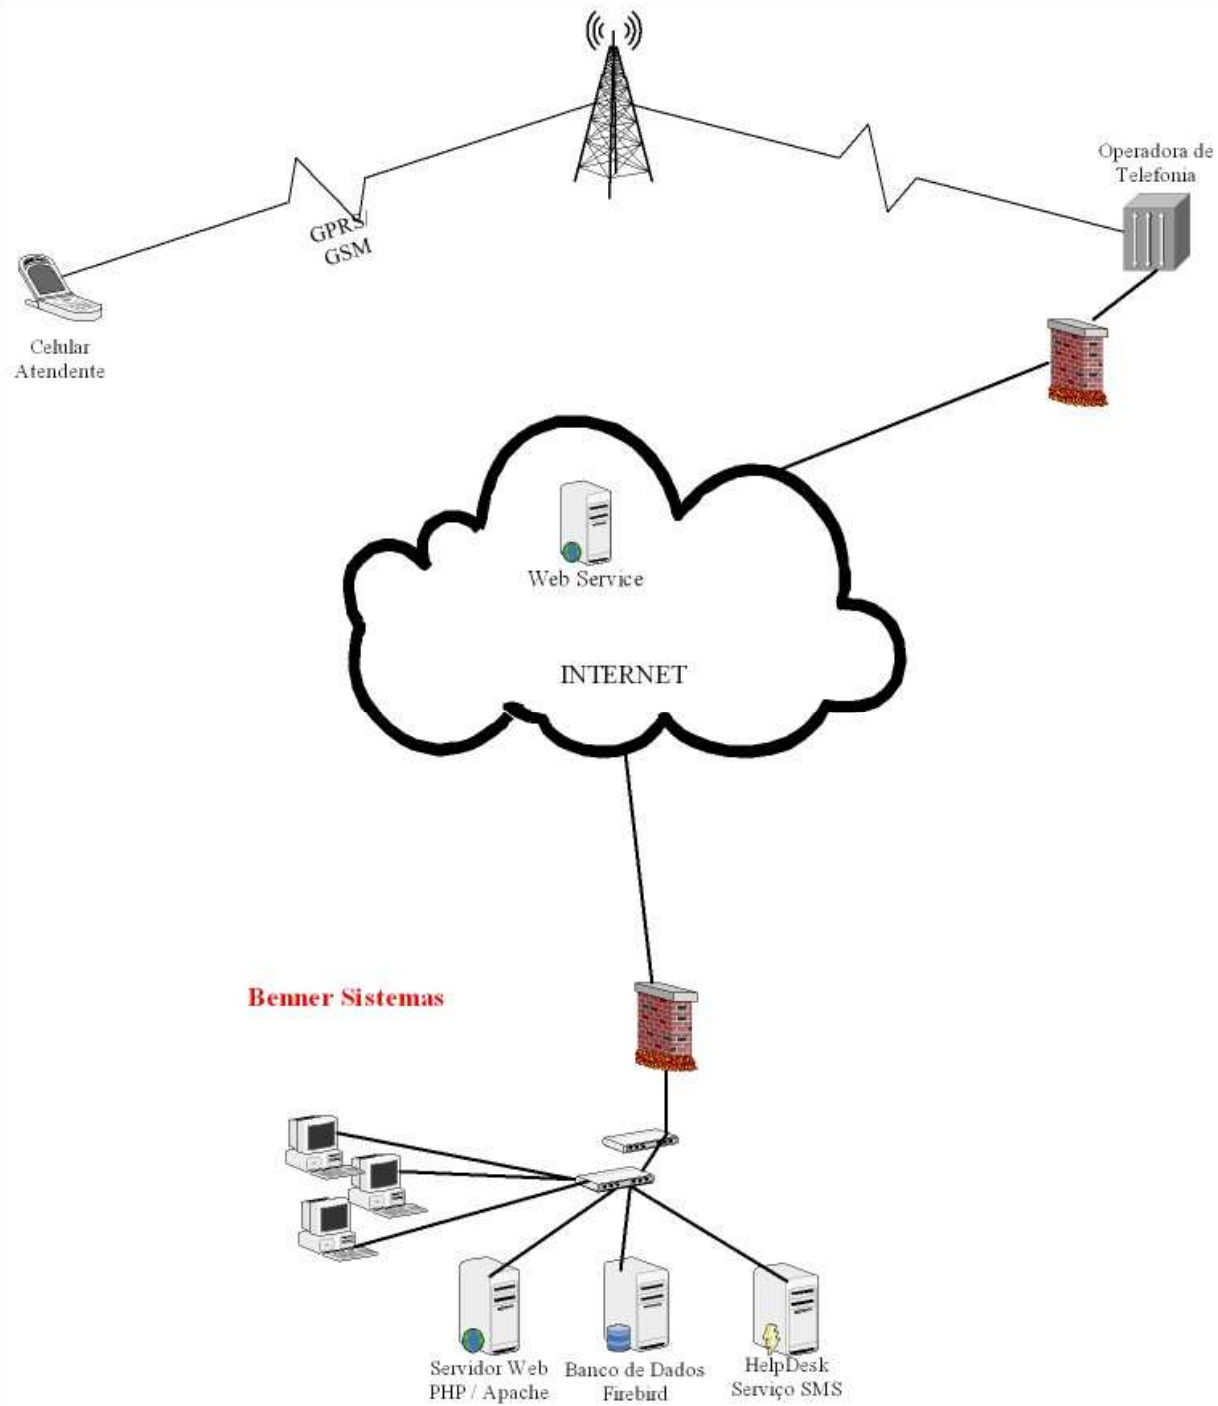 Operadora de
Telefonia
GPRS/
GSM
Celular
Atendente
Web Service
INTERNET
Benner Sistemas
Servidor Web
PHP / Apache
Banco de Dados
Firebird
HelpDesk
Serviço SMS